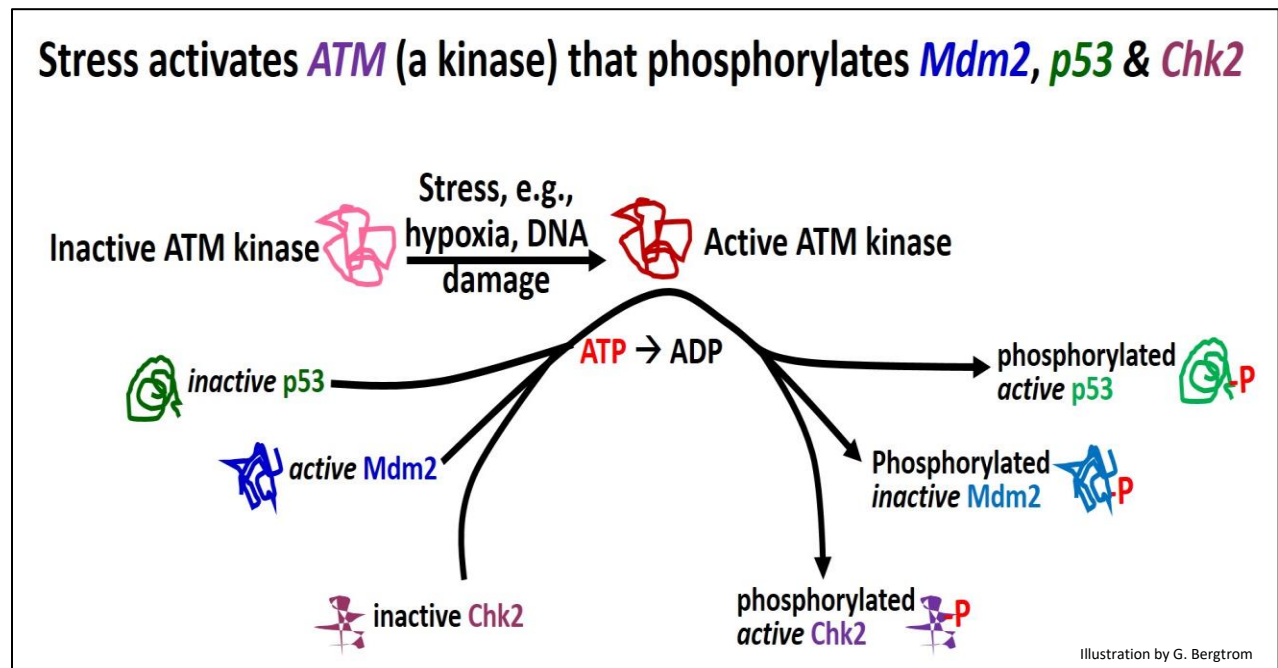 Stress activates ATM (a kinase) that phosphorylates Mdm2, p53 & Chk2
Stress, e.g.,
hypoxia, DNA
damage
Inactive ATM kinase
Active ATM kinase
ATP → ADP
inactive p53
active Mdm2
inactive Chk2
phosphorylated
active p53
-P
Phosphorylated
inactive Mdm2
-P
phosphorylated
active Chk2
-P
Illustration by G. Bergtrom